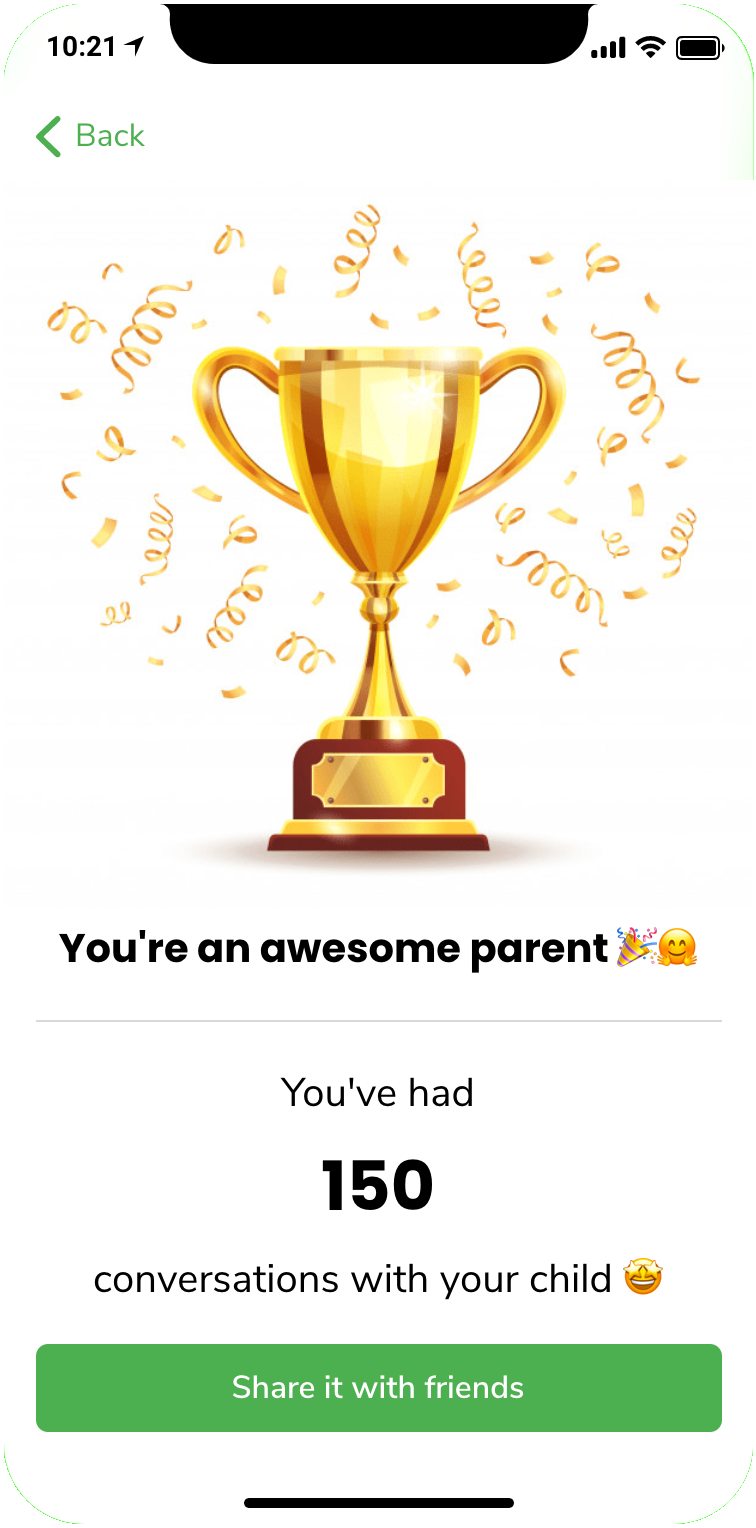 10:21
Back
You're an awesome parent 🎉🤗
You've had
150
conversations with your child 🤩
Share it with friends